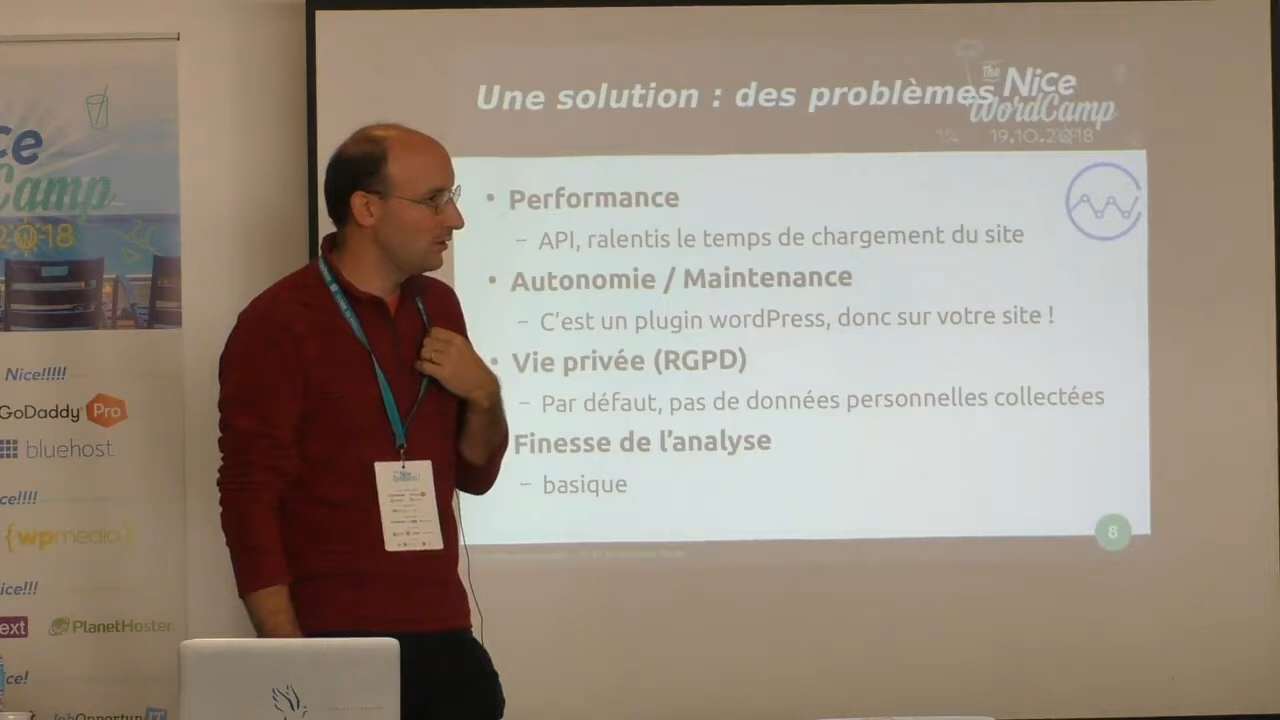 ce
Camp
2018
Nice!!!!!
GoDaddy Pro
bluehost
ce!!!!
{wpmedia}
ice!!!
ext
PlanetHoster
ce!
JobOpportunIT
Une solution : des problèmes
The Nice
WordCamp
19.10.2018
• Performance
– API, ralentis le temps de chargement du site
• Autonomie / Maintenance
– C’est un plugin wordPress, donc sur votre site !
• Vie privée (RGPD)
– Par défaut, pas de données personnelles collectées
Finesse de l’analyse
– basique
8